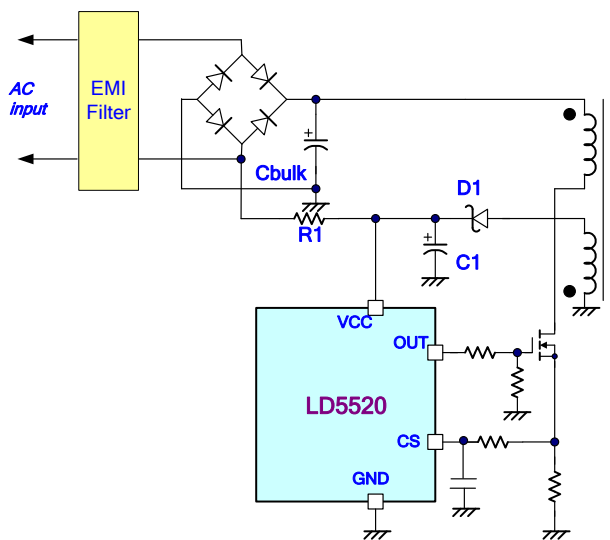 AC
input
EMI
Filter
Cbulk
D1
R1
C1
VCC
OUT
LD5520
CS
GND